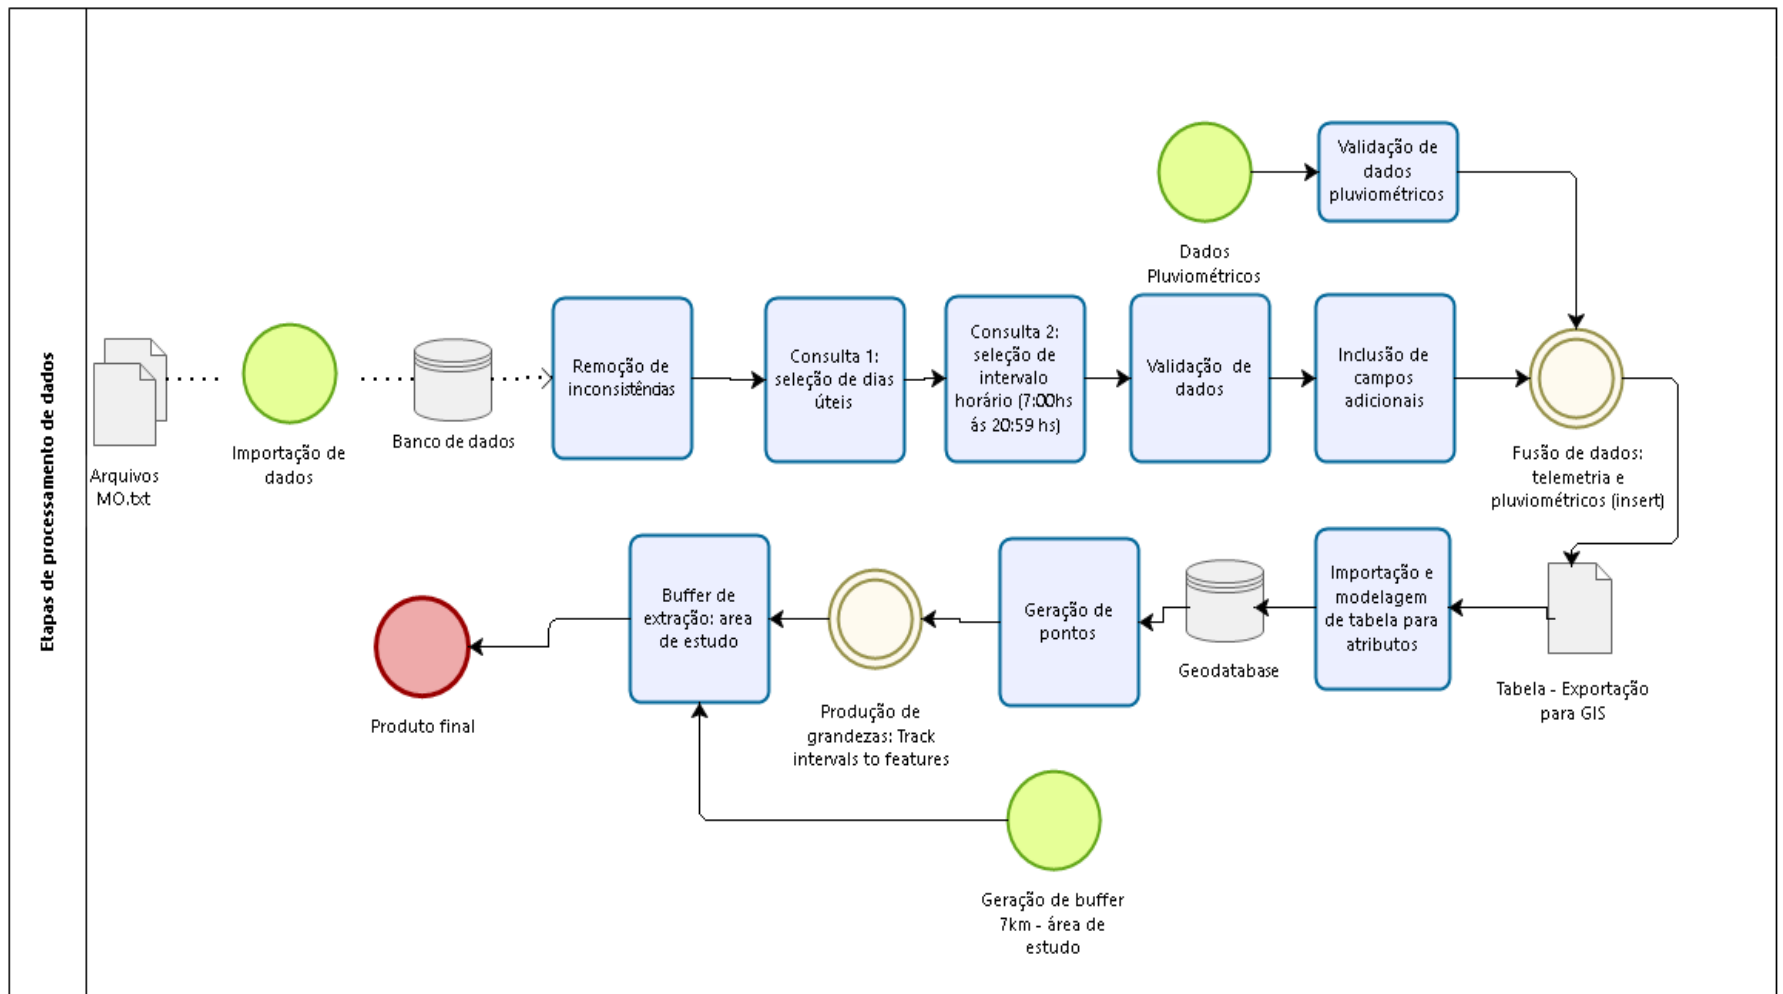 Etapas de processamento de dados
Arquivos
MO.txt
Importação de
dados
Banco de dados
Remoção de
inconsistências
Consulta 1:
seleção de dias
úteis
Consulta 2:
seleção de
intervalo
horário (7:00hs
ás 20:59 hs)
Validação de
dados
Inclusão de
campos
adicionais
Dados
Pluviométricos
Validação de
dados
pluviométricos
Fusão de dados:
telemetria e
pluviométricos (insert)
Tabela - Exportação
para GIS
Importação e
modelagem
de tabela para
atributos
Geodatabase
Geração de
pontos
Produção de
grandezas: Track
intervals to features
Buffer de
extração: area
de estudo
Produto final
Geração de buffer
7km - área de
estudo